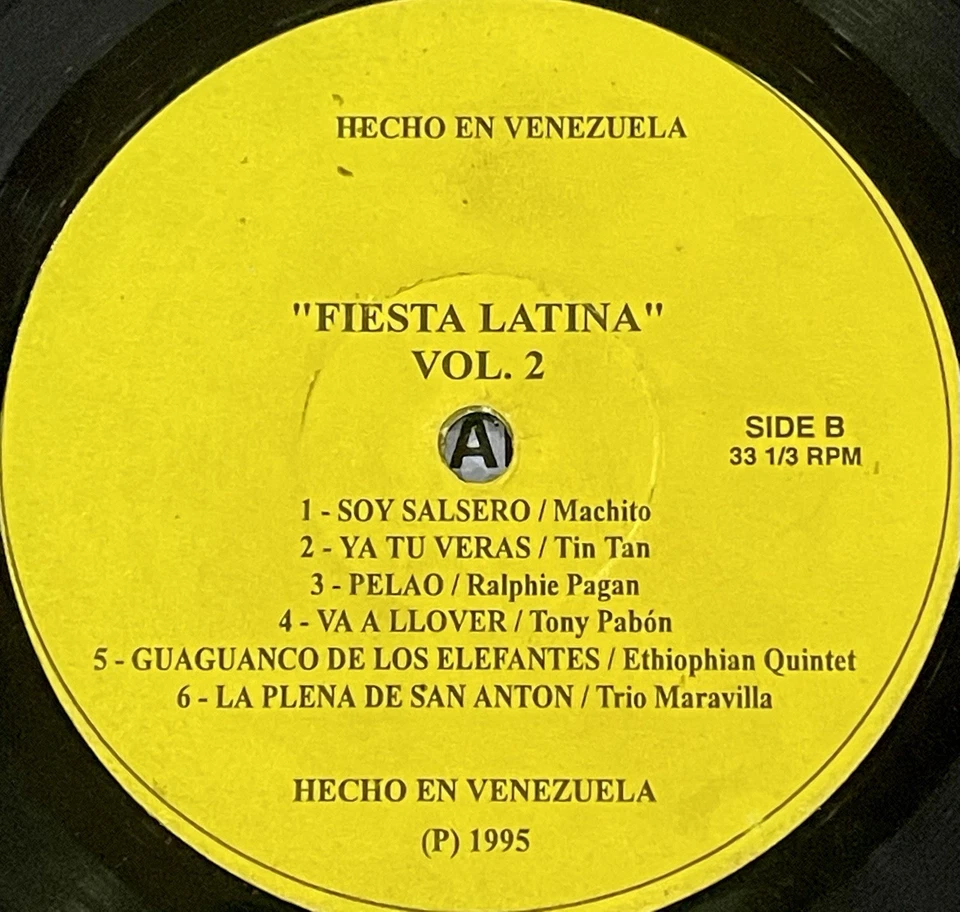 HECHO EN VENEZUELA
"FIESTA LATINA"
VOL. 2
A
SIDE B
33 1/3 RPM
1 - SOY SALSERO / Machito
2 - YA TU VERAS / Tin Tan
3 - PELAO / Ralphie Pagan
4 - VA A LLOVER / Tony Pabón
5 - GUAGUANCO DE LOS ELEFANTES / Ethiophian Quintet
6 - LA PLENA DE SAN ANTON / Trio Maravilla
HECHO EN VENEZUELA
(P) 1995